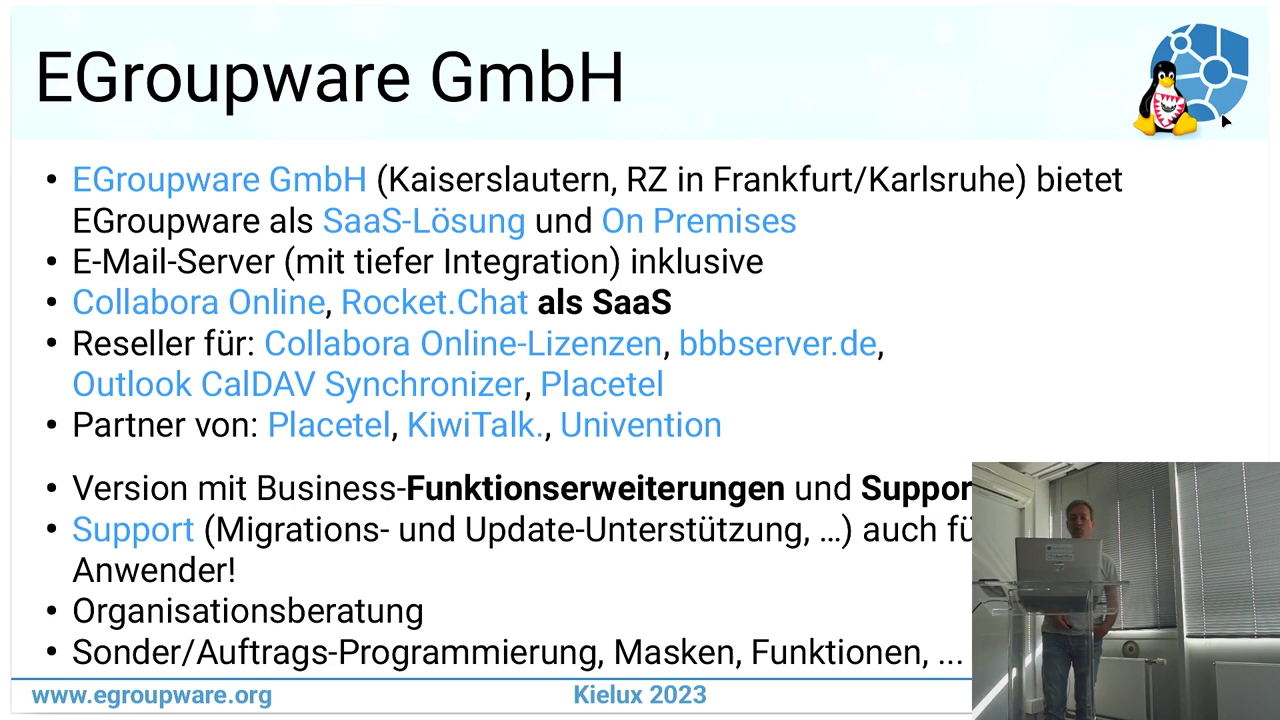 EGroupware GmbH
• EGroupware GmbH (Kaiserslautern, RZ in Frankfurt/Karlsruhe) bietet
EGroupware als SaaS-Lösung und On Premises
• E-Mail-Server (mit tiefer Integration) inklusive
• Collabora Online, Rocket.Chat als SaaS
• Reseller für: Collabora Online-Lizenzen, bbbserver.de,
Outlook CalDAV Synchronizer, Placetel
• Partner von: Placetel, KiwiTalk., Univention
• Version mit Business-Funktionserweiterungen und
• Support (Migrations- und Update-Unterstützung, …) auch
Anwender!
• Organisationsberatung
• Sonder/Auftrags-Programmierung, Masken, Funktionen, ...
www.egroupware.org
Kielux 2023